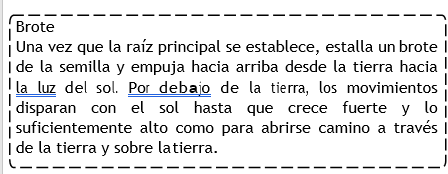 Brote
Una vez que la raíz principal se establece, estalla un brote
de la semilla y empuja hacia arriba desde la tierra hacia
la luz del sol. Por debajo de la tierra, los movimientos
disparan con el sol hasta que crece fuerte y lo
suficientemente alto como para abrirse camino a través
de la tierra y sobre latierra.